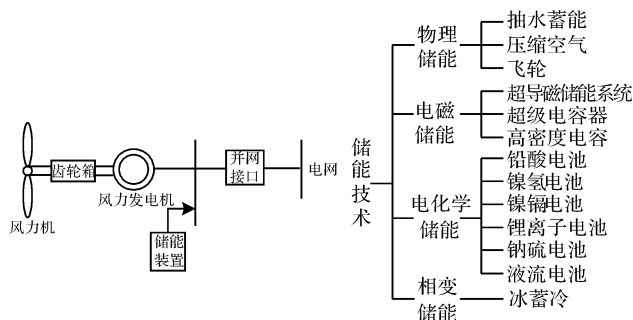 风力机
齿轮箱
风力发电机
储能
装置
并网
接口
电网
储能技术
物理
储能
抽水蓄能
压缩空气
飞轮
电磁
储能
超导磁储能系统
超级电容器
高密度电容
电化学
储能
铅酸电池
镍氢电池
镍镉电池
锂离子电池
钠硫电池
液流电池
相变
储能
冰蓄冷